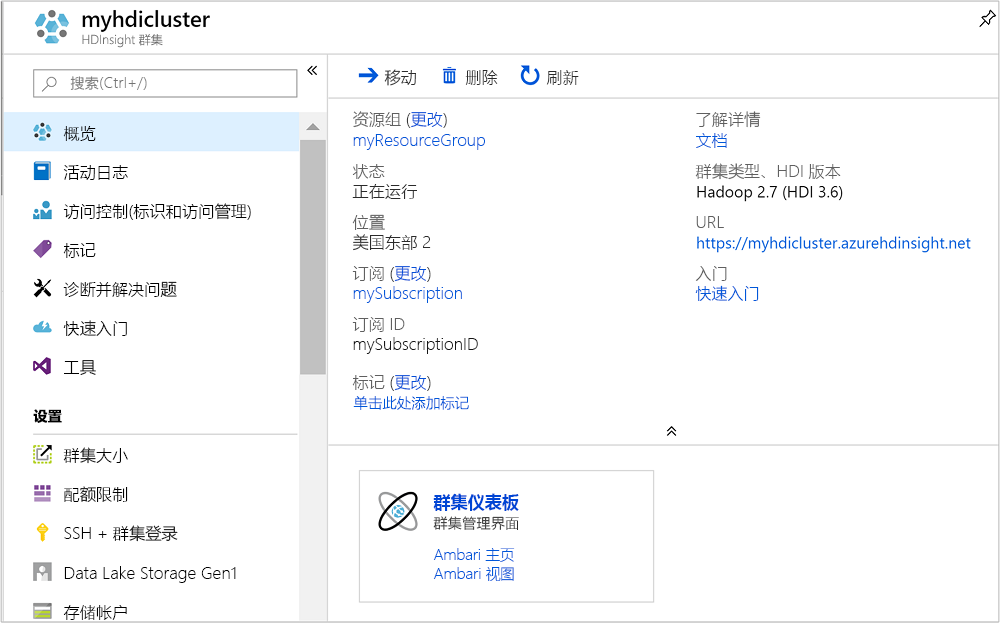 myhdicluster
HDInsight 群集
搜索(Ctrl+/)
概览
活动日志
访问控制(标识和访问管理)
标记
诊断并解决问题
快速入门
工具
设置
群集大小
配额限制
SSH + 群集登录
Data Lake Storage Gen1
存储帐户
移动 删除 刷新
资源组 (更改)
myResourceGroup
状态
正在运行
位置
美国东部 2
订阅 (更改)
mySubscription
订阅 ID
mySubscriptionID
标记 (更改)
单击此处添加标记
了解详情
文档
群集类型、HDI 版本
Hadoop 2.7 (HDI 3.6)
URL
https://myhdicluster.azurehdinsight.net
入门
快速入门
群集仪表板
群集管理界面
Ambari 主页
Ambari 视图